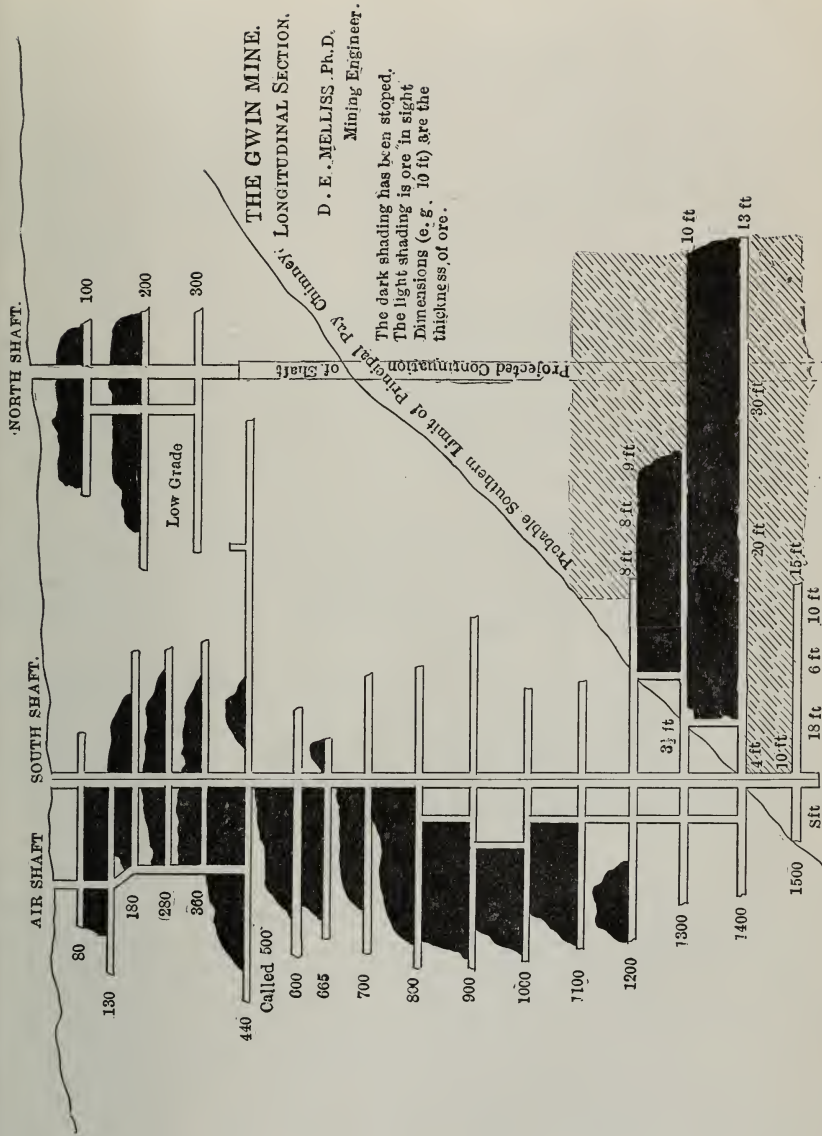 NORTH SHAFT.
SOUTH SHAFT.
AIR SHAFT
THE GWIN MINE.
LONGITUDINAL SECTION.
D. E. MELLISS, Ph.D.
Mining Engineer.
The dark shading has been stoped.
The light shading is ore in sight
Dimensions (e. g. 10 ft) are the
thickness of ore.
100
200
300
Low Grade
Projected Continuation of Shaft
Probable Southern Limit of Principal Pay Chimney;
80
130
180
280
360
440
Called 500
600
665
700
800
900
1000
1100
1200
1300
1400
1500
8 ft
8 ft
9 ft
10 ft
13 ft
3½ ft
4 ft
20 ft
30 ft
10 ft
15 ft
8ft
18 ft
6 ft
10 ft